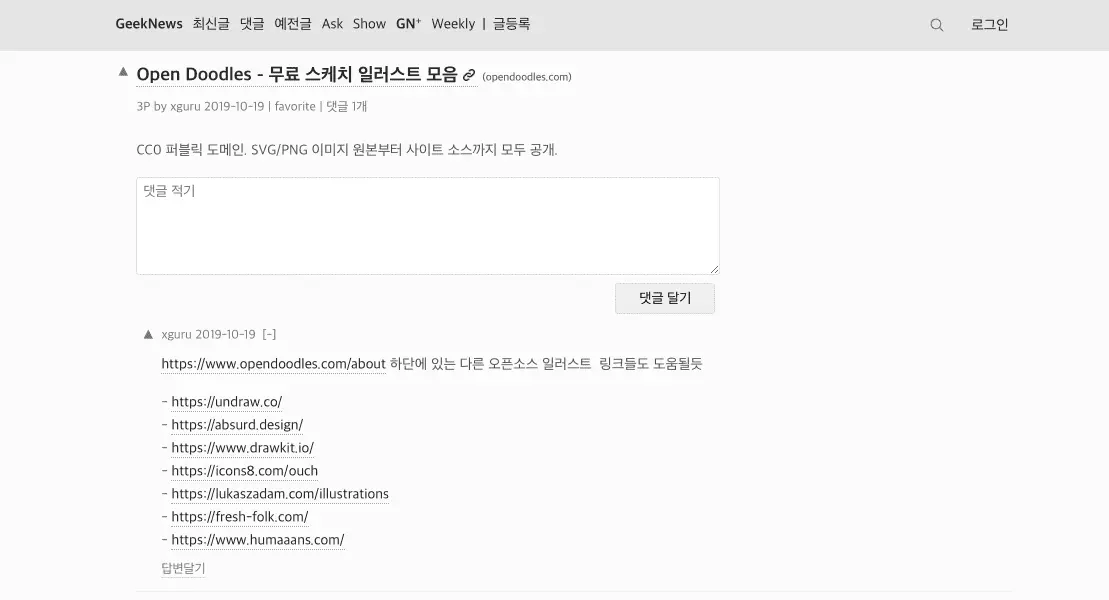 GeekNews 최신글 댓글 예전글 Ask Show GN⁺ Weekly | 글등록 로그인
▲ Open Doodles - 무료 스케치 일러스트 모음 (opendoodles.com)
3P by xguru 2019-10-19 | favorite | 댓글 1개
CC0 퍼블릭 도메인. SVG/PNG 이미지 원본부터 사이트 소스까지 모두 공개.
댓글 적기
댓글 달기
▲ xguru 2019-10-19 [-]
https://www.opendoodles.com/about 하단에 있는 다른 오픈소스 일러스트 링크들도 도움될듯
- https://undraw.co/
- https://absurd.design/
- https://www.drawkit.io/
- https://icons8.com/ouch
- https://lukaszadam.com/illustrations
- https://fresh-folk.com/
- https://www.humaaans.com/
답변달기